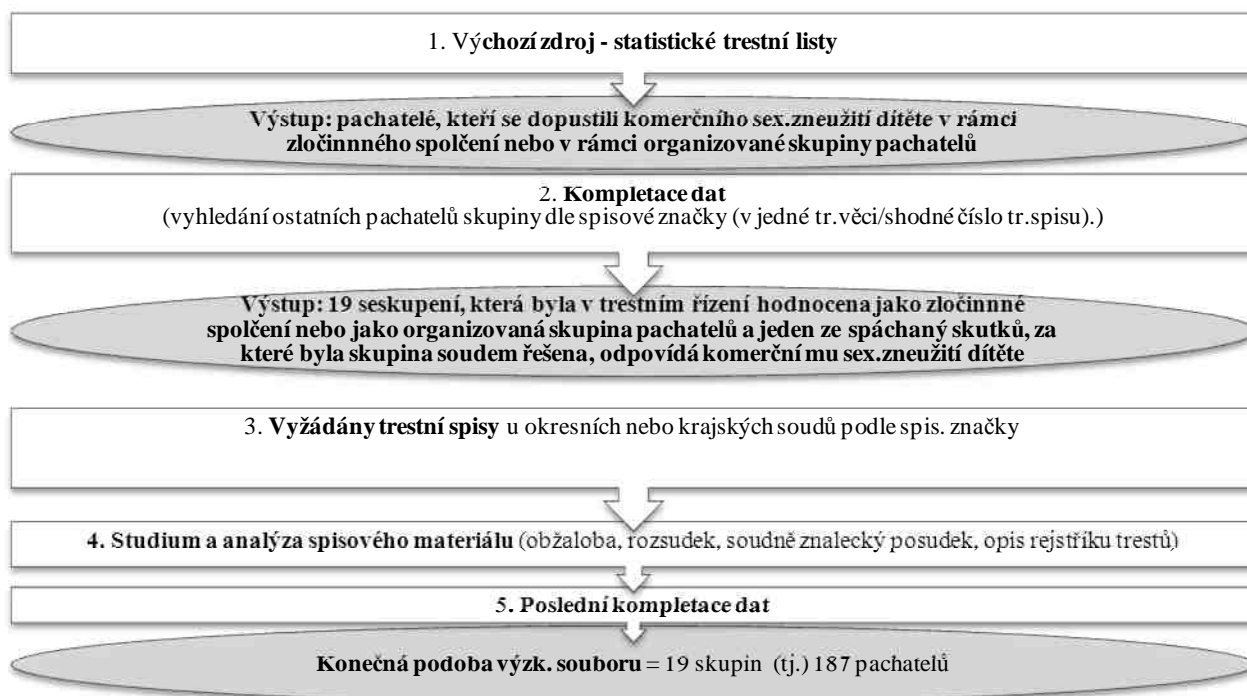 1. Výchozí zdroj - statistické trestní listy
Výstup: pachatelé, kteří se dopustili komerčního sex.zneužití dítěte v rámci
zločinnného spolčení nebo v rámci organizované skupiny pachatelů
2. Kompletace dat
(vyhledání ostatních pachatelů skupiny dle spisové značky (v jedné tr.věci/shodné číslo tr.spisu).)
Výstup: 19 seskupení, která byla v trestním řízení hodnocena jako zločinnné
spolčení nebo jako organizovaná skupina pachatelů a jeden ze spáchaný skutků, za
které byla skupina soudem řešena, odpovídá komerční mu sex.zneužití dítěte
3. Vyžádány trestní spisy u okresních nebo krajských soudů podle spis. značky
4. Studium a analýza spisového materiálu (obžaloba, rozsudek, soudně znalecký posudek, opis rejstříku trestů)
5. Poslední kompletace dat
Konečná podoba výzk. souboru = 19 skupin (tj.) 187 pachatelů